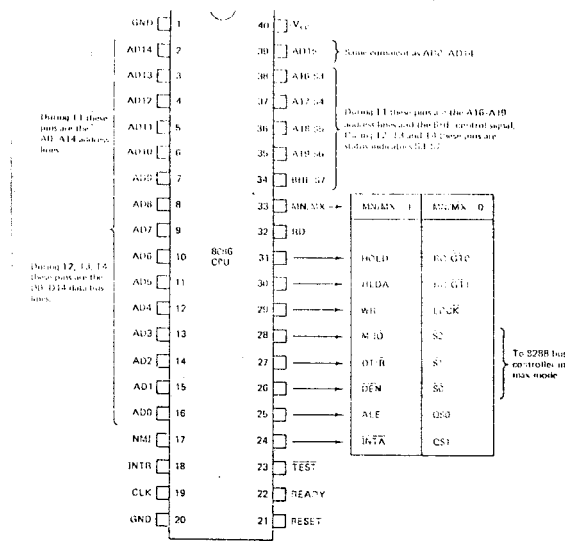 GND 1
AD14 2
AD13 3
AD12 4
AD11 5
AD10 6
AD9 7
AD8 8
AD7 9
AD6 10
AD5 11
AD4 12
AD3 13
AD2 14
AD1 15
AD0 16
NMI 17
INTR 18
CLK 19
GND 20
During T1 these
pins are the
address
lines.
During T2, T3, T4
these pins are the
data bus
lines.
8086
CPU
40 Vcc
39 AD15
38 A16 S3
37 A17 S4
36 A18 S5
35 A19 S6
34 BHE S7
33 MN/MX
32 RD
31
30
29
28
27
26
25
24
23 TEST
22 READY
21 RESET
Same comment as AD0-AD14
During T1 these pins are the A16-A19
address lines and the BHE control signal,
During T2, T3 and T4 these pins are
status indicators
MN/MX MN/MX 0
HOLD
HLDA
WR LOCK
M/IO S2
DT/R S1
DEN S0
ALE QS0
INTA
To 8288 bus
controller in
max mode